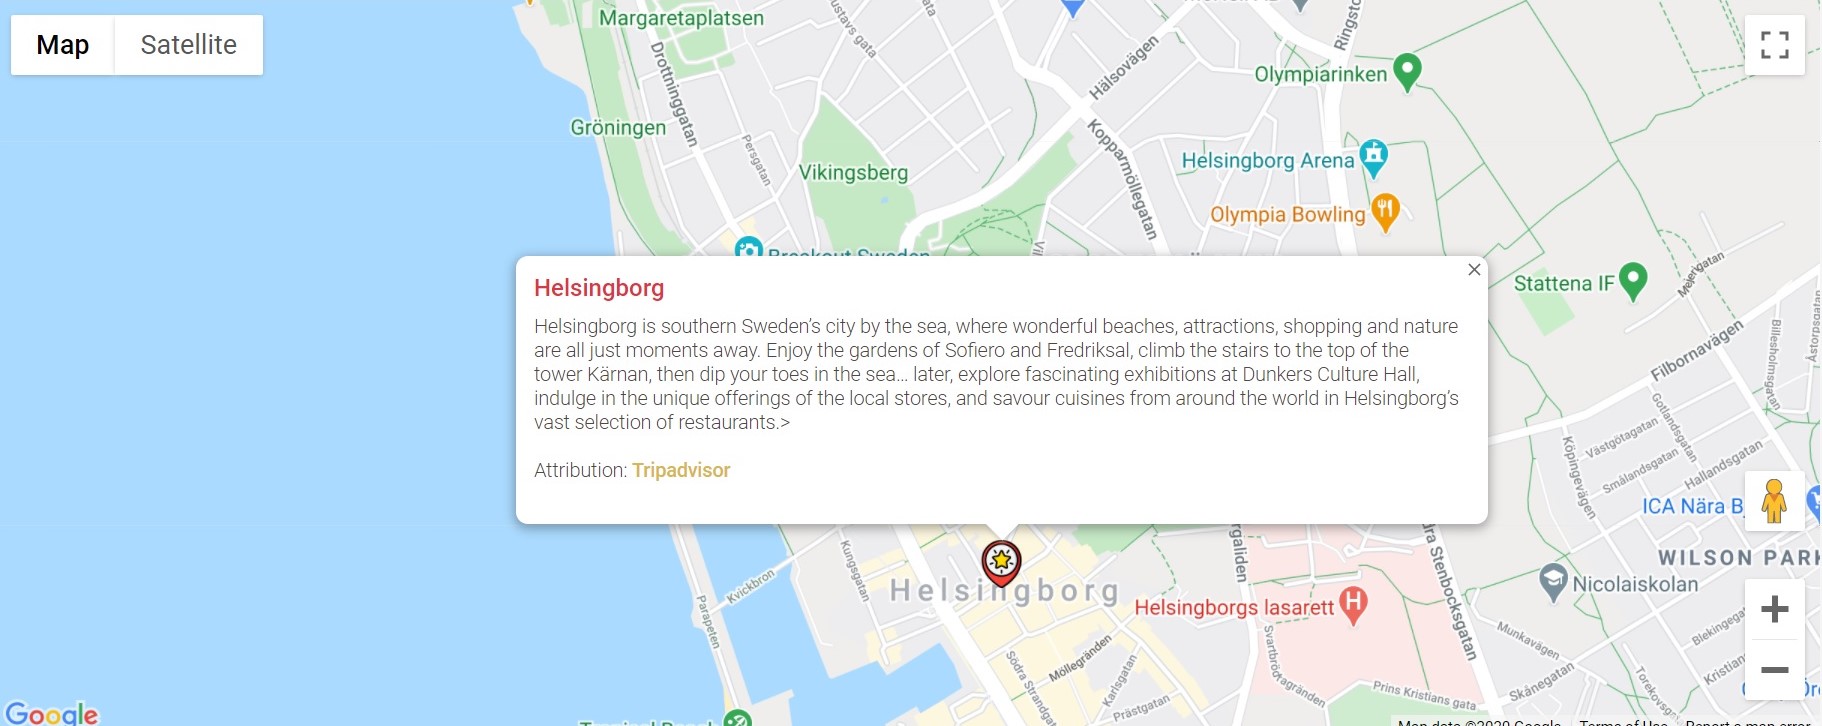 Map
Satellite
Margaretaplatsen
Drottninggatan
Gröningen
Persgatan
Vikingsberg
Hälsovägen
Kopparmöllegatan
Olympiarinken
Helsingborg Arena
Olympia Bowling
Breakout Sweden
Stattena IF
Mejerigatan
Filbornavägen
Billesholmsgatan
Helsingborg
Helsingborg is southern Sweden’s city by the sea, where wonderful beaches, attractions, shopping and nature
are all just moments away. Enjoy the gardens of Sofiero and Fredriksal, climb the stairs to the top of the
tower Kärnan, then dip your toes in the sea… later, explore fascinating exhibitions at Dunkers Culture Hall,
indulge in the unique offerings of the local stores, and savour cuisines from around the world in Helsingborg’s
vast selection of restaurants.>
Attribution: Tripadvisor
Gotlandsgatan
Västgötagatan
Smålandsgatan
Hallandsgatan
Köpingevägen
ICA Nära
WILSON PARK
Nicolaiskolan
Kungsgatan
Kvickbron
Parapeten
Helsingborg
Helsingborgs lasarett
H
Södra Strandgatan
Möllegränden
Karlsgatan
Prästgatan
Svartbrödragränden
Prins Kristians gata
Stenbocksgatan
Munkavägen
Skånegatan
Google
Map data ©2020 Google
Terms of Use
Report a map error